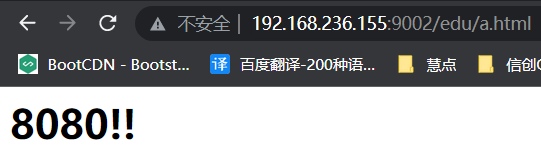 不安全 | 192.168.236.155:9002/edu/a.html
BootCDN - Bootst... 译 百度翻译-200种语... 慧点 信创
8080!!